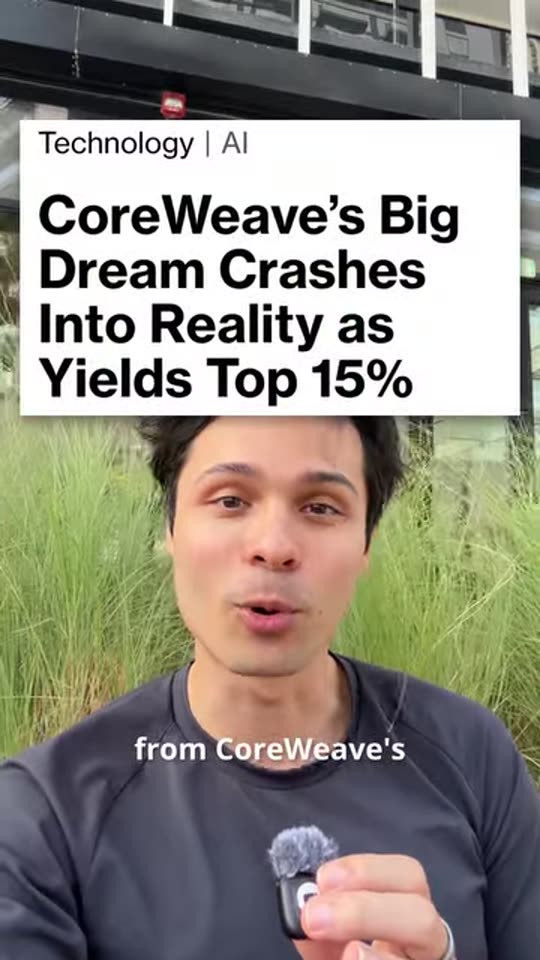 Technology | AI
CoreWeave’s Big
Dream Crashes
Into Reality as
Yields Top 15%
from CoreWeave's